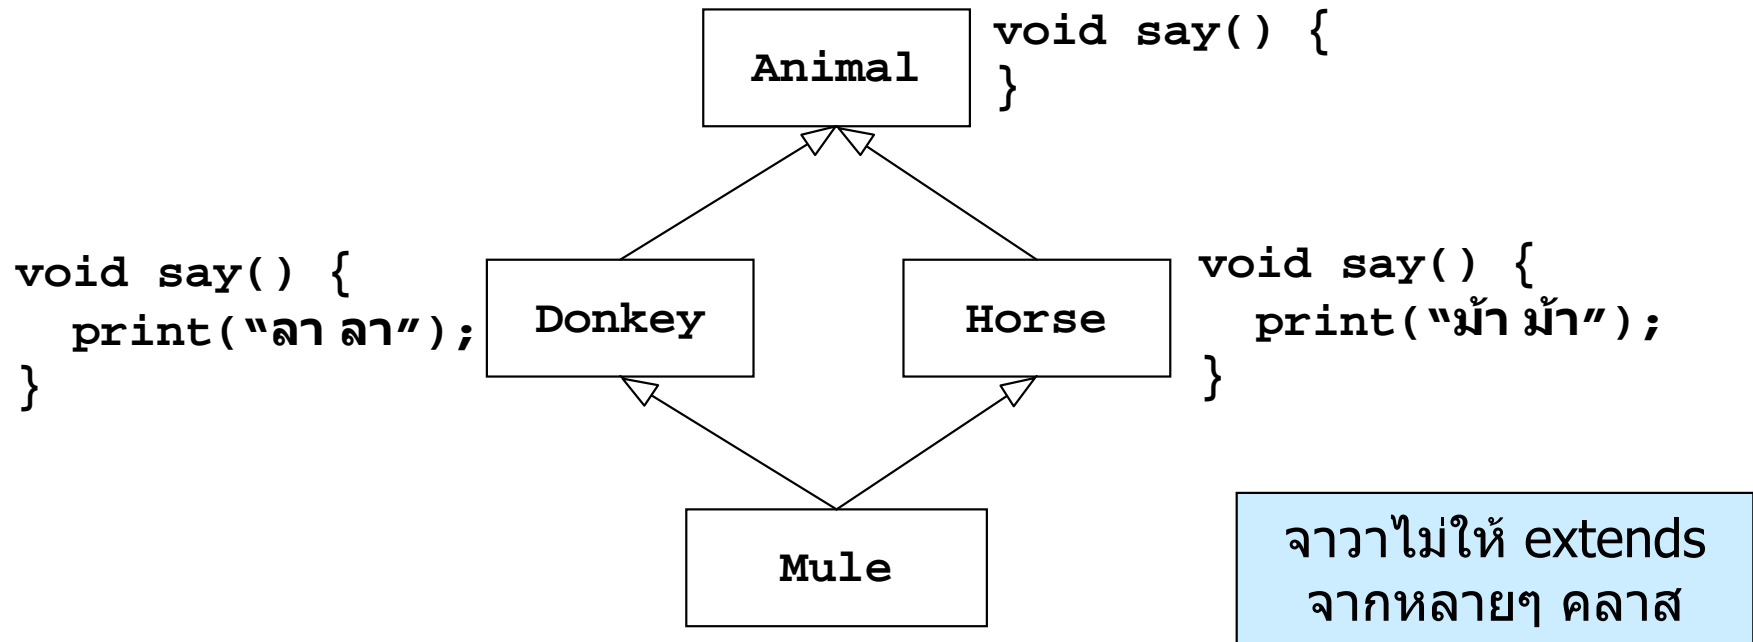 Animal
void say() {
}
void say() {
print("ลา ลา");
}
Donkey
Horse
void say() {
print("ม้า ม้า");
}
Mule
จาวาไม่ให้ extends
จากหลายๆ คลาส